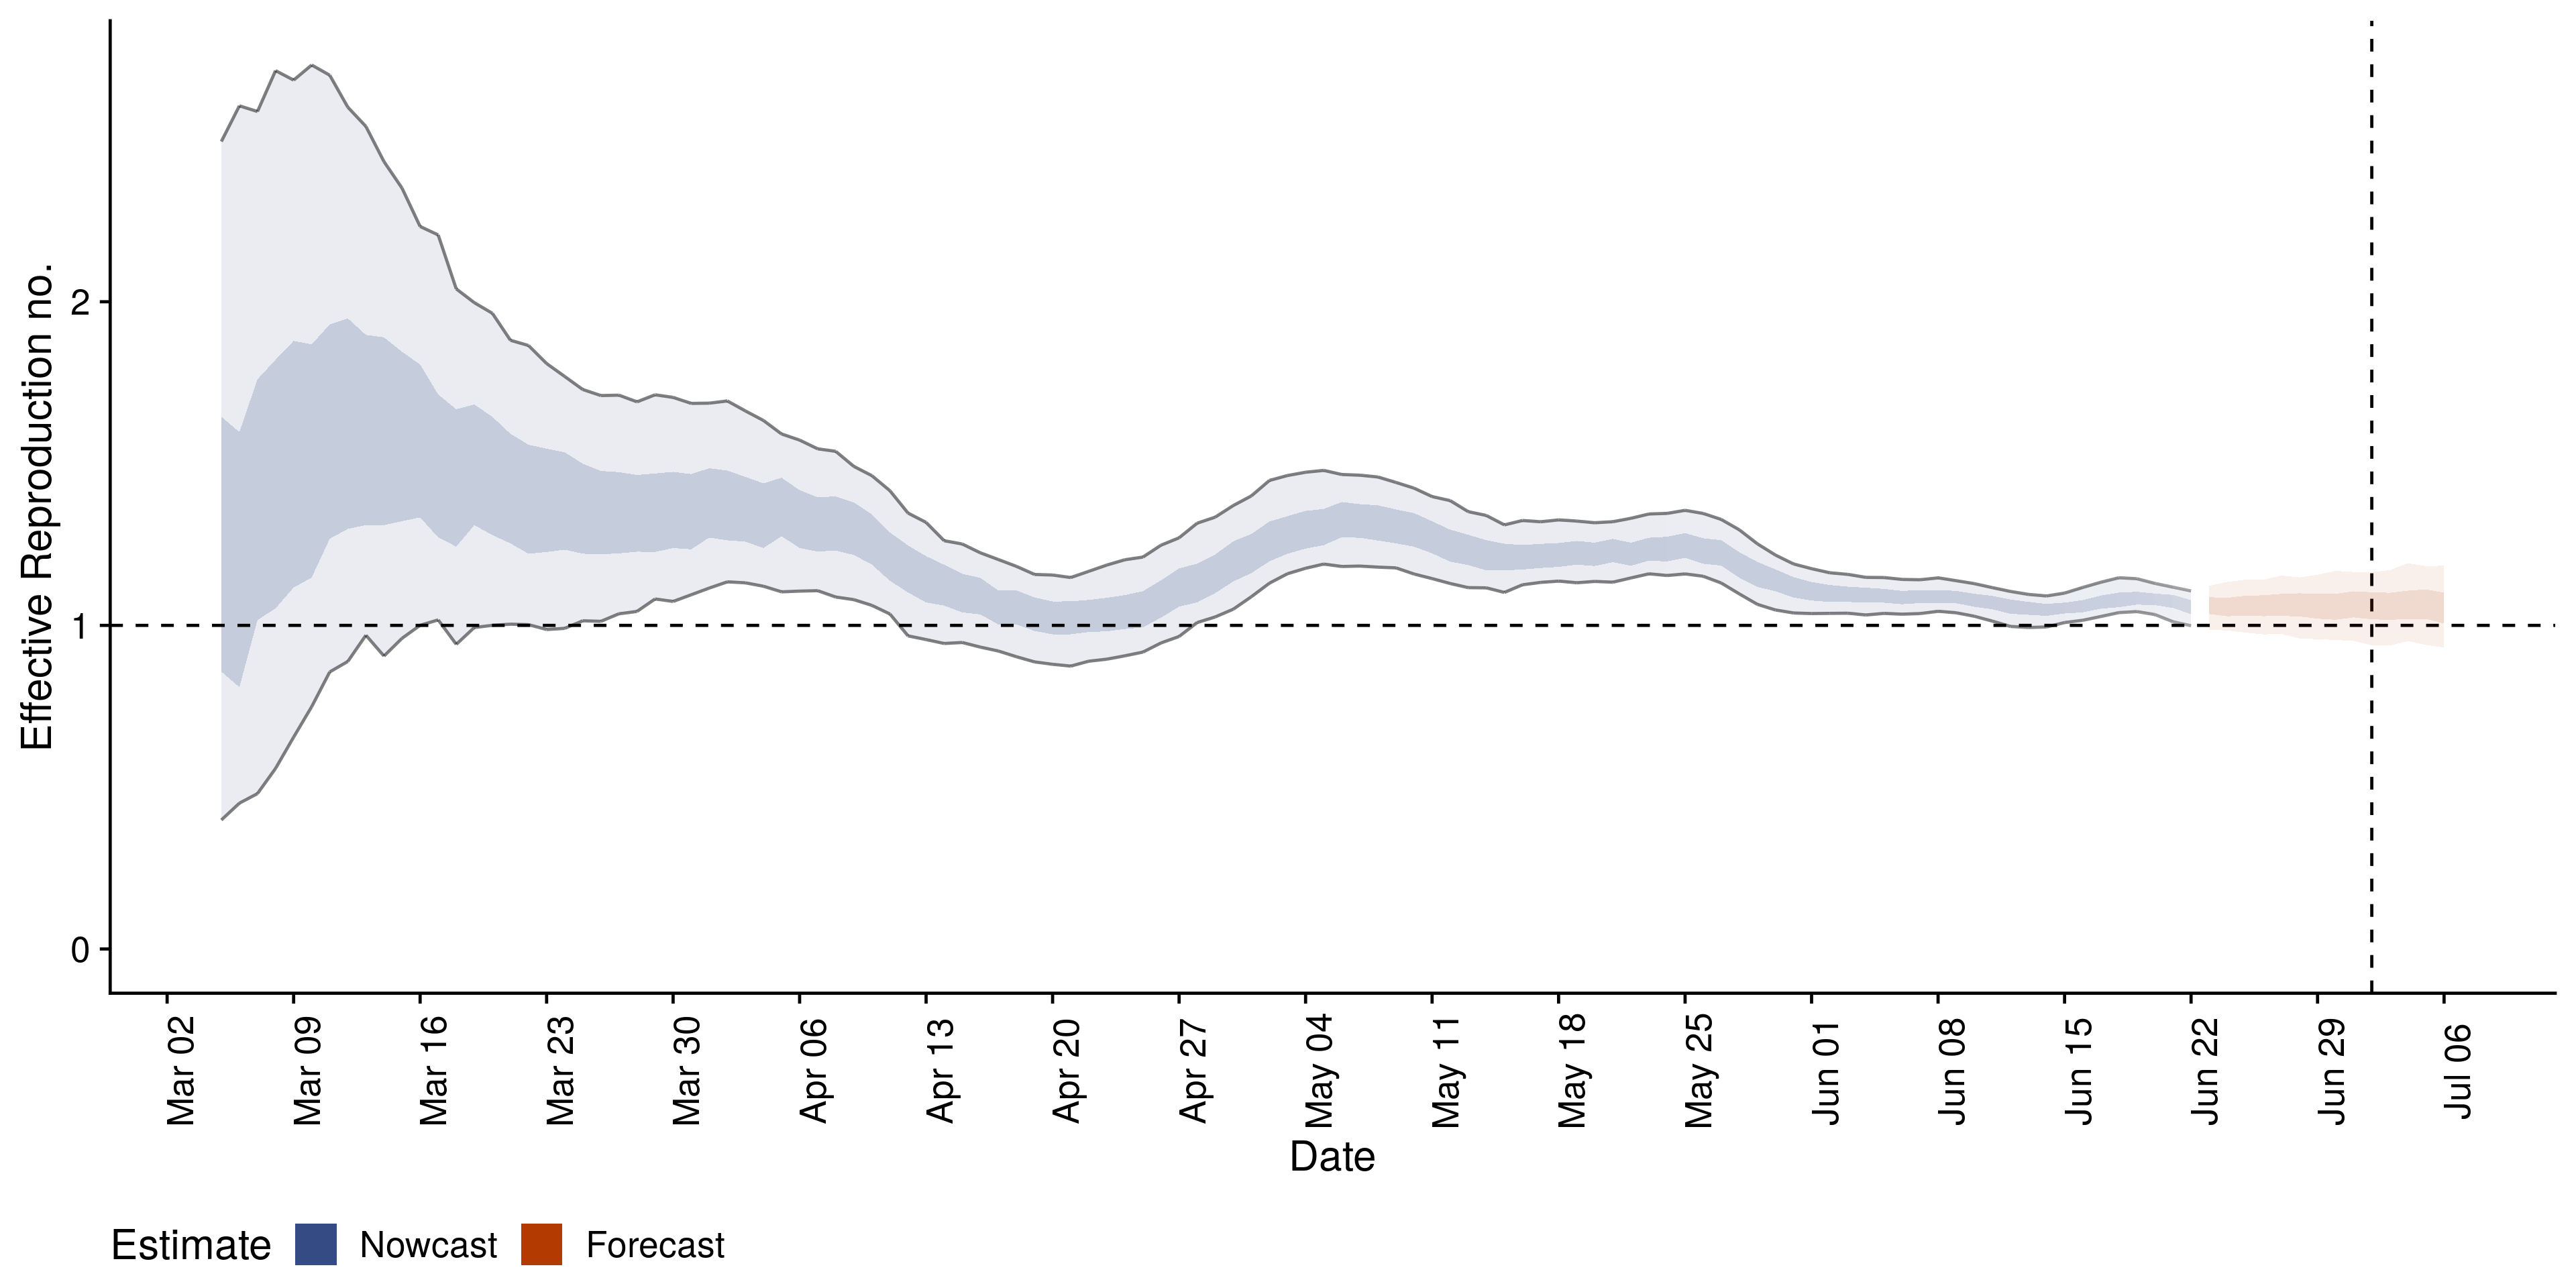 Effective Reproduction no.
2
1
0
Mar 02
Mar 09
Mar 16
Mar 23
Mar 30
Apr 06
Apr 13
Apr 20
Apr 27
May 04
May 11
May 18
May 25
Jun 01
Jun 08
Jun 15
Jun 22
Jun 29
Jul 06
Date
Estimate Nowcast Forecast